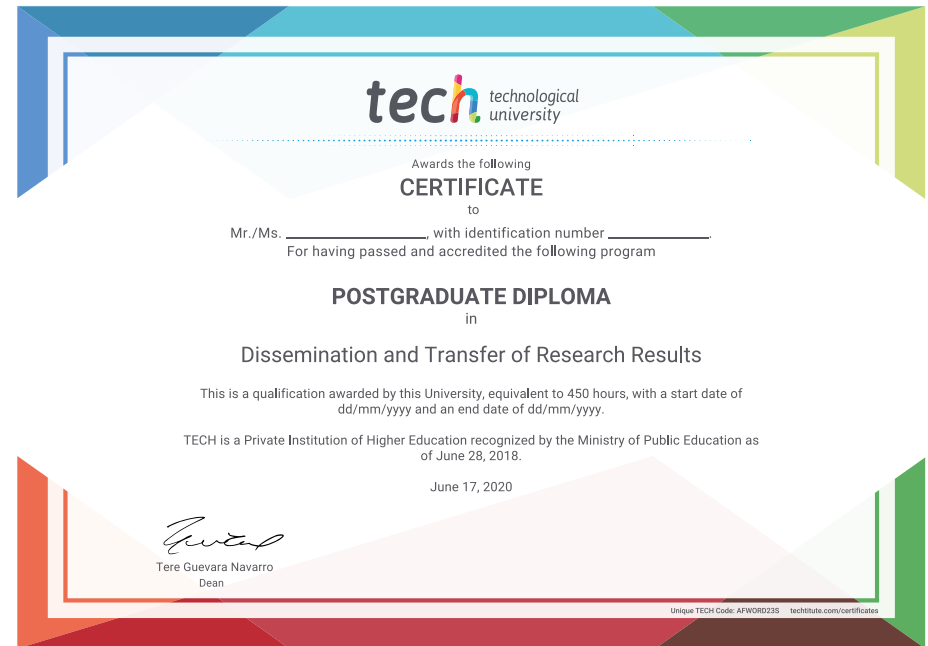 tech technological
university
Awards the following
CERTIFICATE
to
Mr./Ms. ________________, with identification number ____________.
For having passed and accredited the following program
POSTGRADUATE DIPLOMA
in
Dissemination and Transfer of Research Results
This is a qualification awarded by this University, equivalent to 450 hours, with a start date of
dd/mm/yyyy and an end date of dd/mm/yyyy.
TECH is a Private Institution of Higher Education recognized by the Ministry of Public Education as
of June 28, 2018.
June 17, 2020
Tere Guevara Navarro
Dean
Unique TECH Code: AFWORD23S techtitute.com/certificates